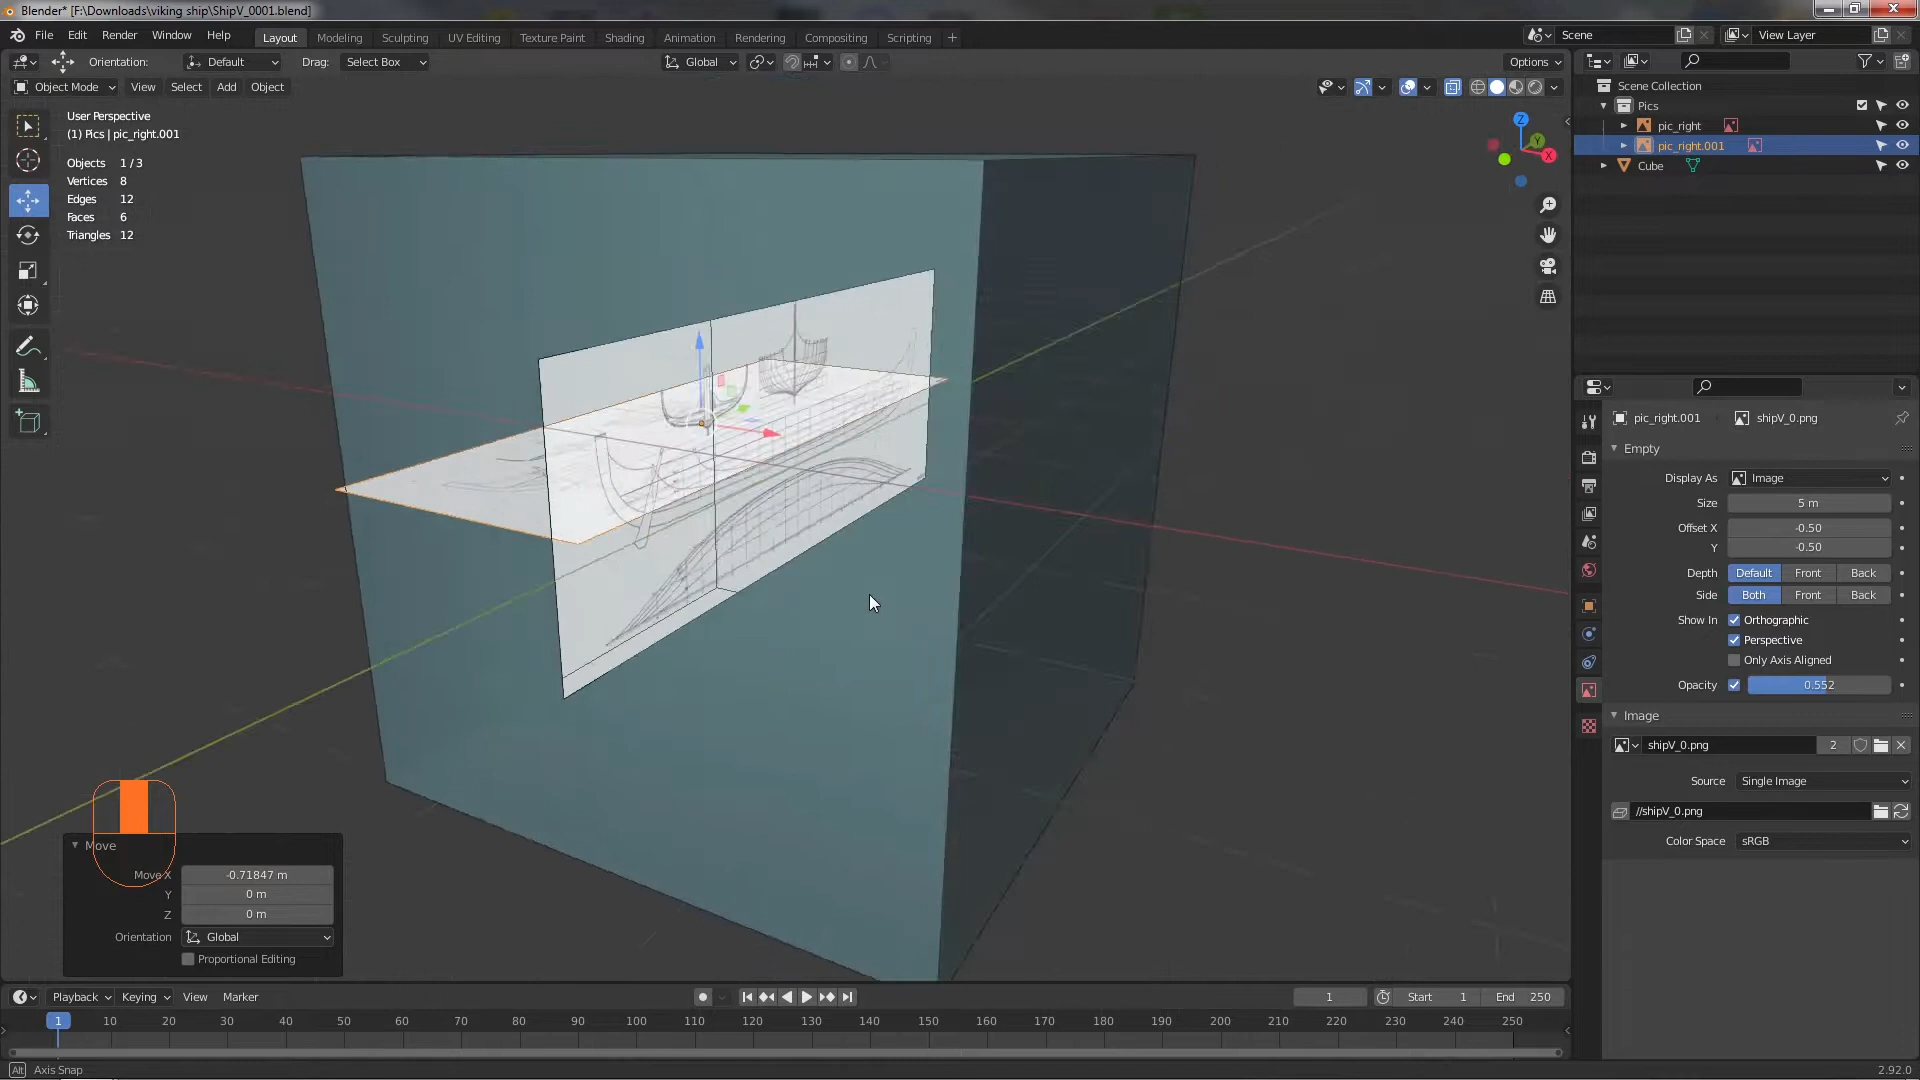 Blender* [F:\Downloads\viking ship\ShipV_0001.blend]
File Edit Render Window Help
Layout Modeling Sculpting UV Editing Texture Paint Shading Animation Rendering Compositing Scripting +
Scene
View Layer
Orientation: Default Drag: Select Box
Global
Options
Object Mode View Select Add Object
User Perspective
(1) Pics | pic_right.001
Objects 1 / 3
Vertices 8
Edges 12
Faces 6
Triangles 12
Z
Y
X
Scene Collection
Pics
pic_right
pic_right.001
Cube
pic_right.001 shipV_0.png
Empty
Display As Image
Size 5 m
Offset X -0.50
Y -0.50
Depth Default Front Back
Side Both Front Back
Show In Orthographic
Perspective
Only Axis Aligned
Opacity 0.552
Image
shipV_0.png 2
Source Single Image
//shipV_0.png
Color Space sRGB
Move
Move X -0.71847 m
Y 0 m
Z 0 m
Orientation Global
Proportional Editing
Playback Keying View Marker
1 Start 1 End 250
1 10 20 30 40 50 60 70 80 90 100 110 120 130 140 150 160 170 180 190 200 210 220 230 240 250
Alt Axis Snap
2.92.0